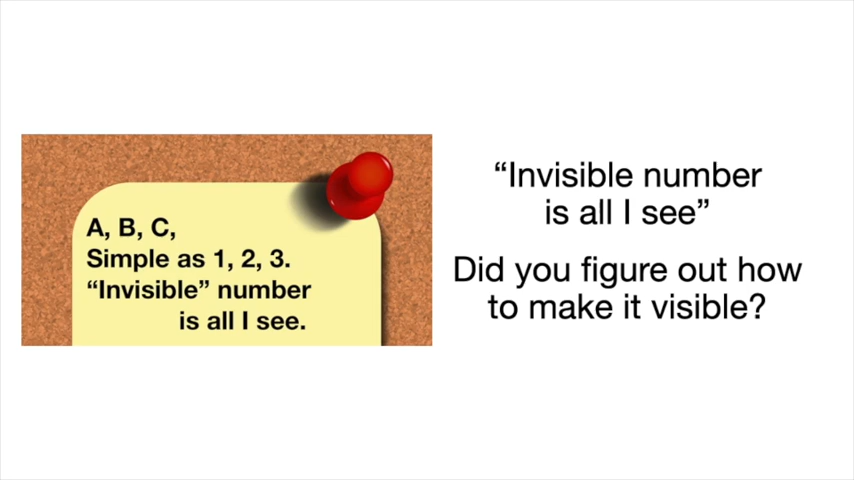 A, B, C,
Simple as 1, 2, 3.
“Invisible” number
is all I see.
“Invisible number
is all I see”
Did you figure out how
to make it visible?